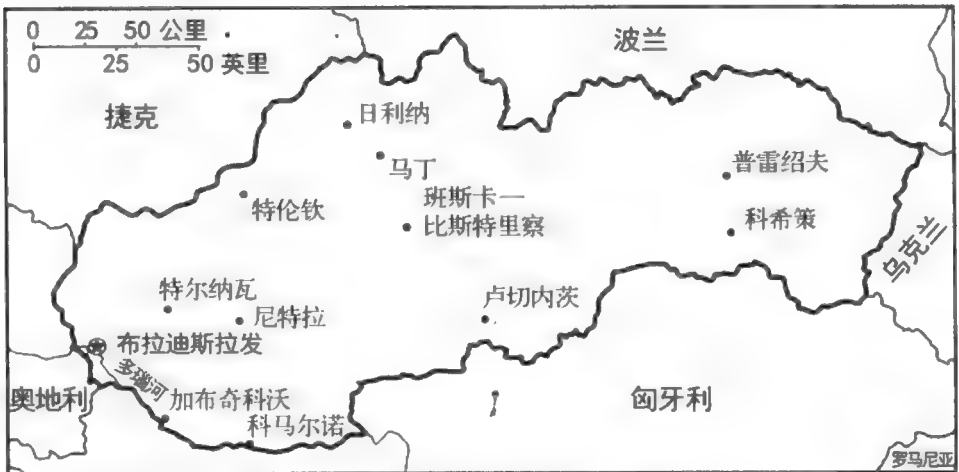 0 25 50 公里
0 25 50 英里
波兰
捷克
日利纳
马丁
普雷绍夫
特伦钦
班斯卡一
比斯特里察
科希策
乌克兰
特尔纳瓦
尼特拉
卢切内茨
布拉迪斯拉发
多瑙河
奥地利
加布奇科沃
匈牙利
科马尔诺
罗马尼亚